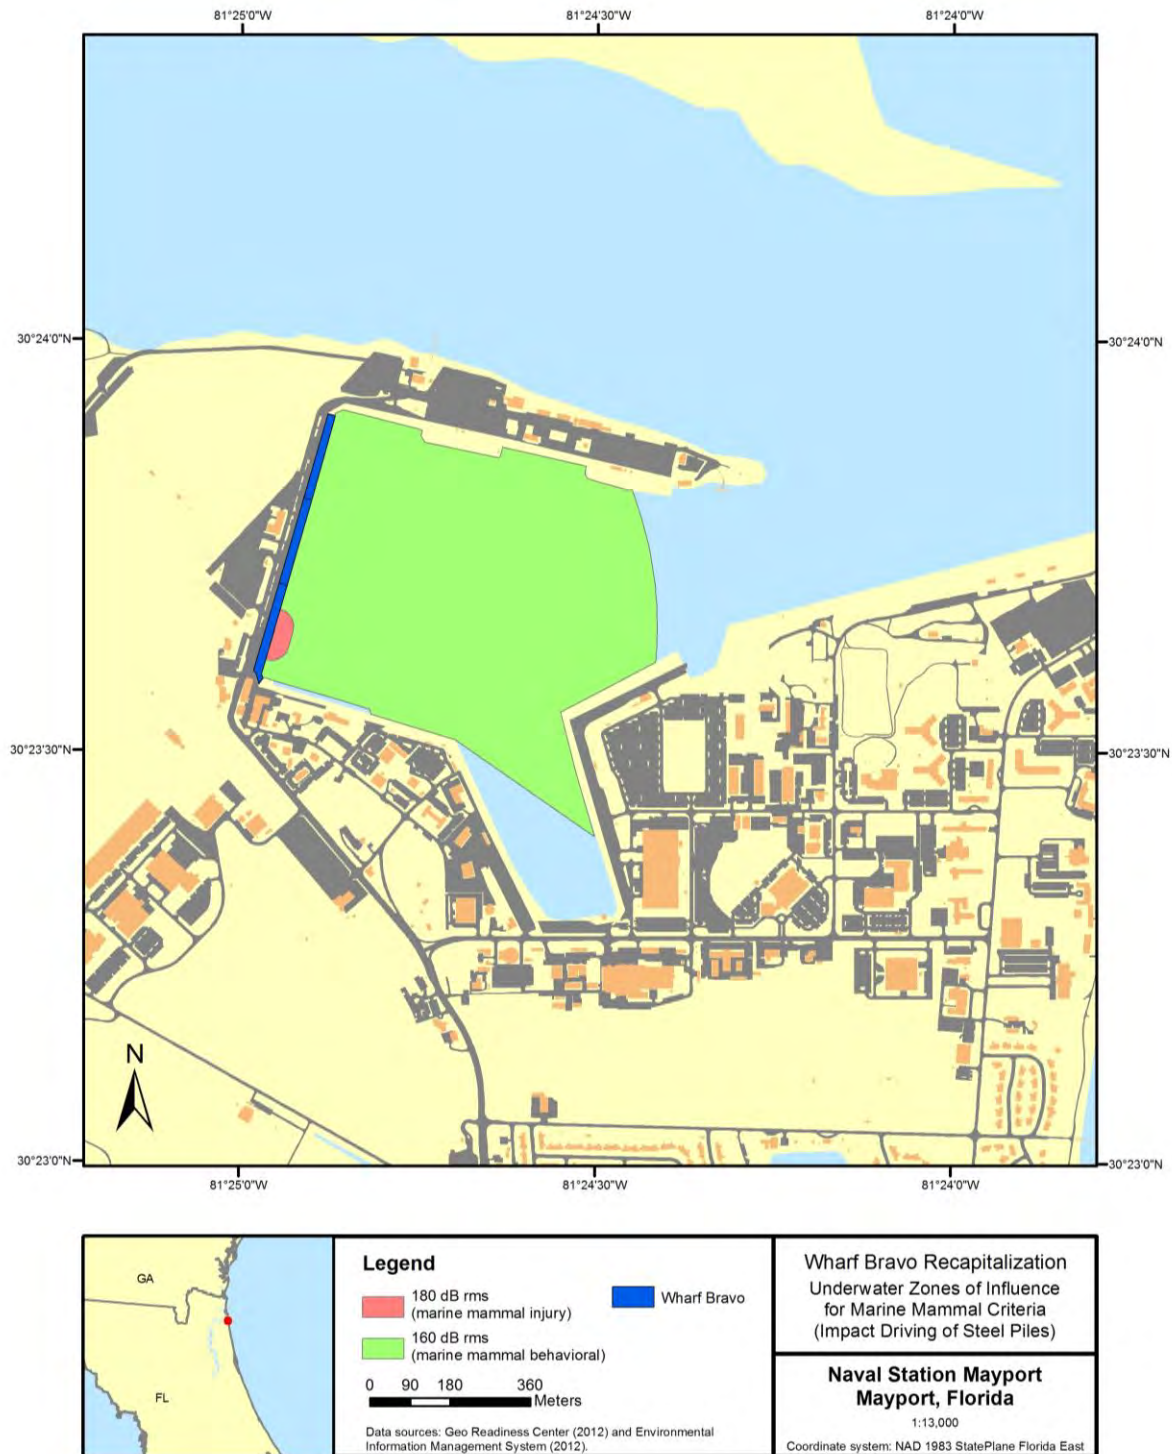 81°25'0"W 81°24'30"W 81°24'0"W
30°24'0"N 30°24'0"N
30°23'30"N 30°23'30"N
N
30°23'0"N 30°23'0"N
81°25'0"W 81°24'30"W 81°24'0"W
GA
FL
Legend
180 dB rms
(marine mammal injury)
Wharf Bravo
160 dB rms
(marine mammal behavioral)
0 90 180 360
Meters
Data sources: Geo Readiness Center (2012) and Environmental
Information Management System (2012).
Wharf Bravo Recapitalization
Underwater Zones of Influence
for Marine Mammal Criteria
(Impact Driving of Steel Piles)
Naval Station Mayport
Mayport, Florida
1:13,000
Coordinate system: NAD 1983 StatePlane Florida East